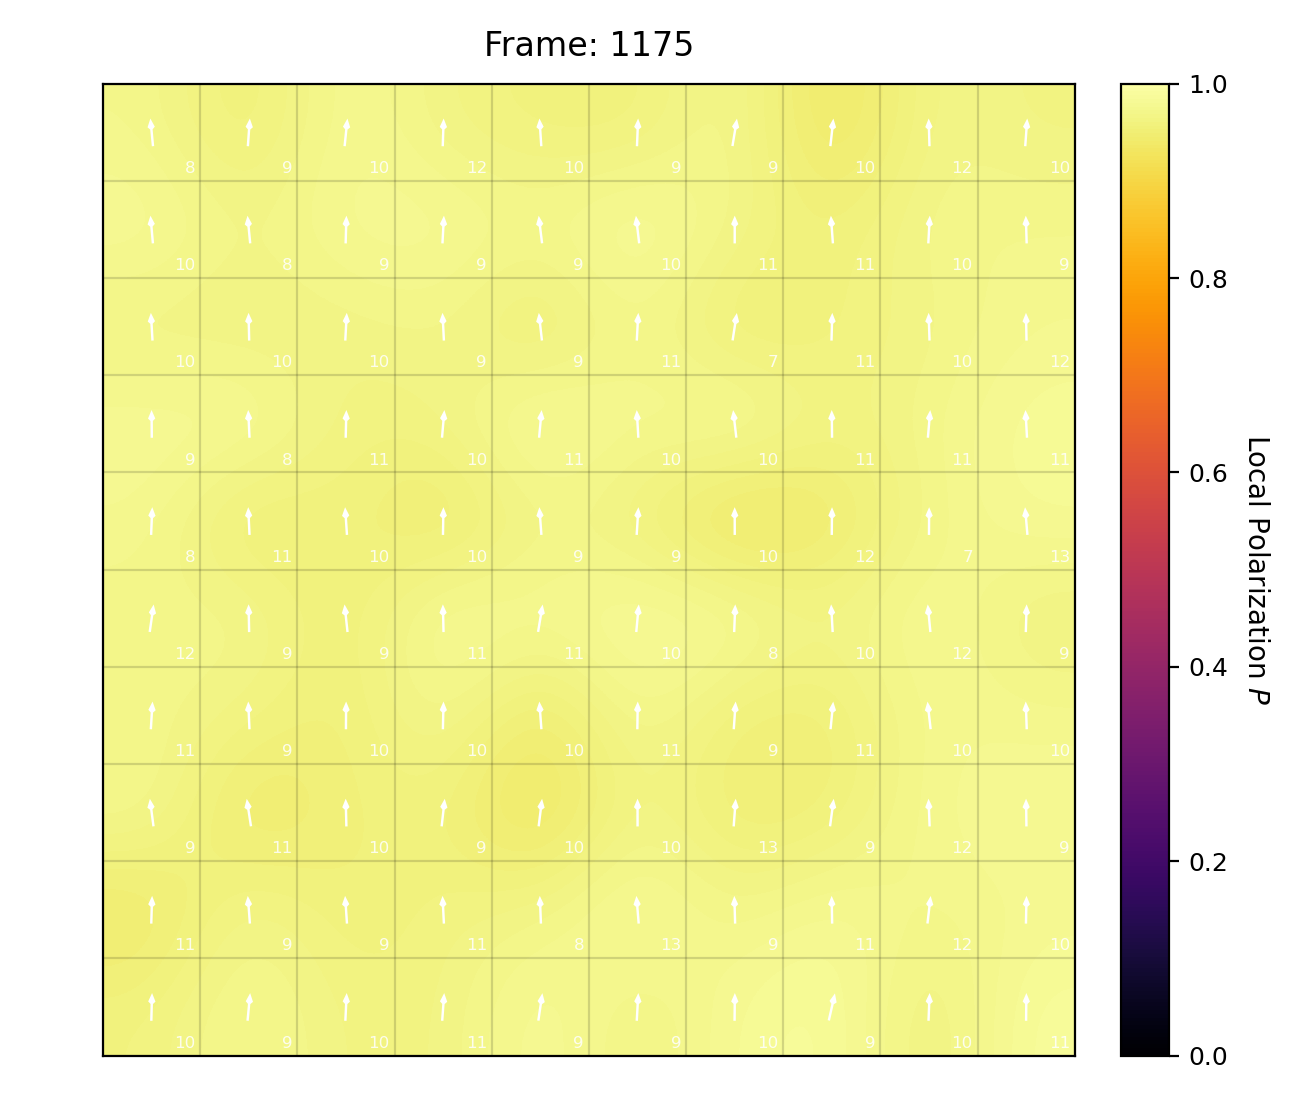 Frame: 1175
8 9 10 12 10 9 9 10 12 10
10 8 9 9 9 10 11 11 10 9
10 10 10 9 9 11 7 11 10 12
9 8 11 10 11 10 10 11 11 11
8 11 10 10 9 9 10 12 7 13
12 9 9 11 11 10 8 10 12 9
11 9 10 10 10 11 9 11 10 10
9 11 10 9 10 10 13 9 12 9
11 9 9 11 8 13 9 11 12 10
10 9 10 11 9 9 10 9 10 11
1.0
0.8
0.6
0.4
0.2
0.0
Local Polarization P